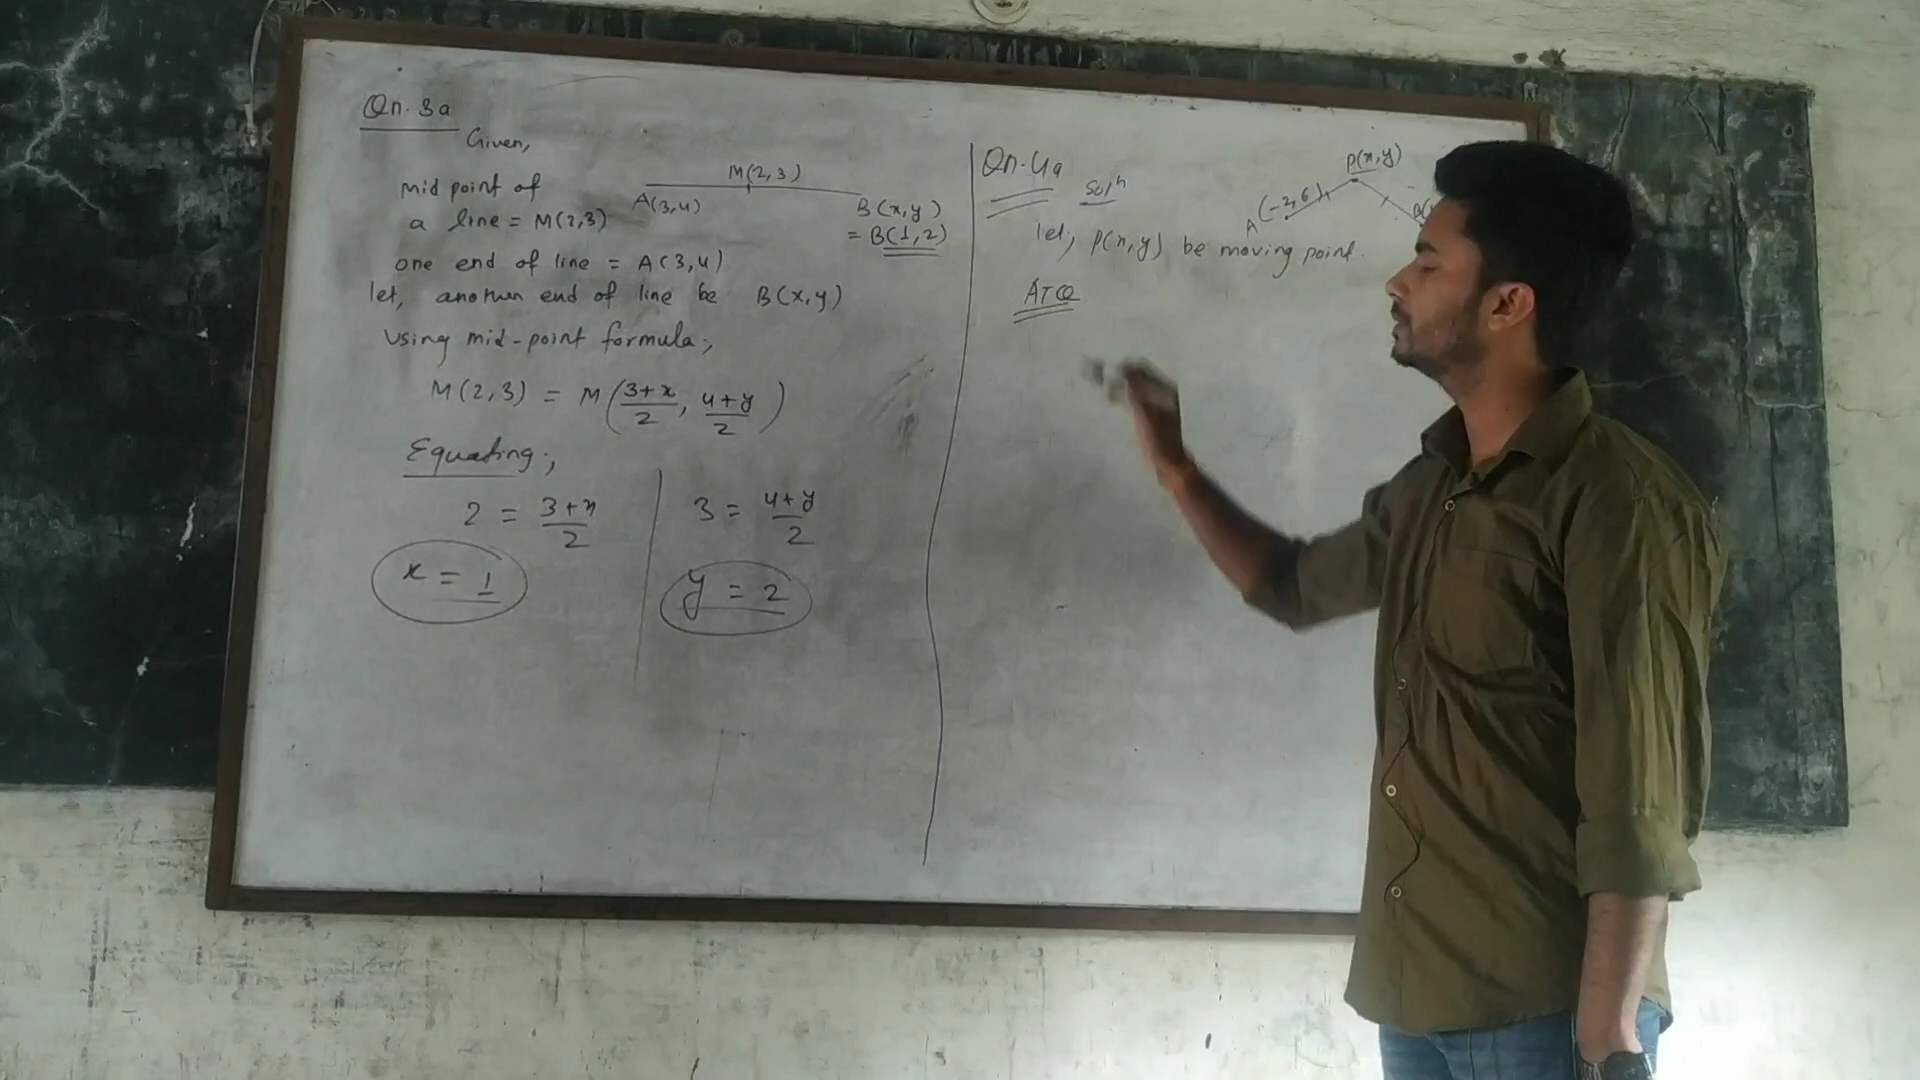 Qn. 3a
Given,
Mid point of
a line = M(2,3)
M(2,3)
A(3,4)
B(x,y)
= B(1,2)
one end of line = A(3,4)
let, another end of line be B(x,y)
Using mid-point formula;,
M(2,3) = M(3+x/2, 4+y/2)
Equating;,
2 = 3+x/2
3 = 4+y/2
x = 1
y = 2
Qn. 4a
Soln
P(x,y)
A (-2,6)
B(
let, P(x,y) be moving point.
ATQ